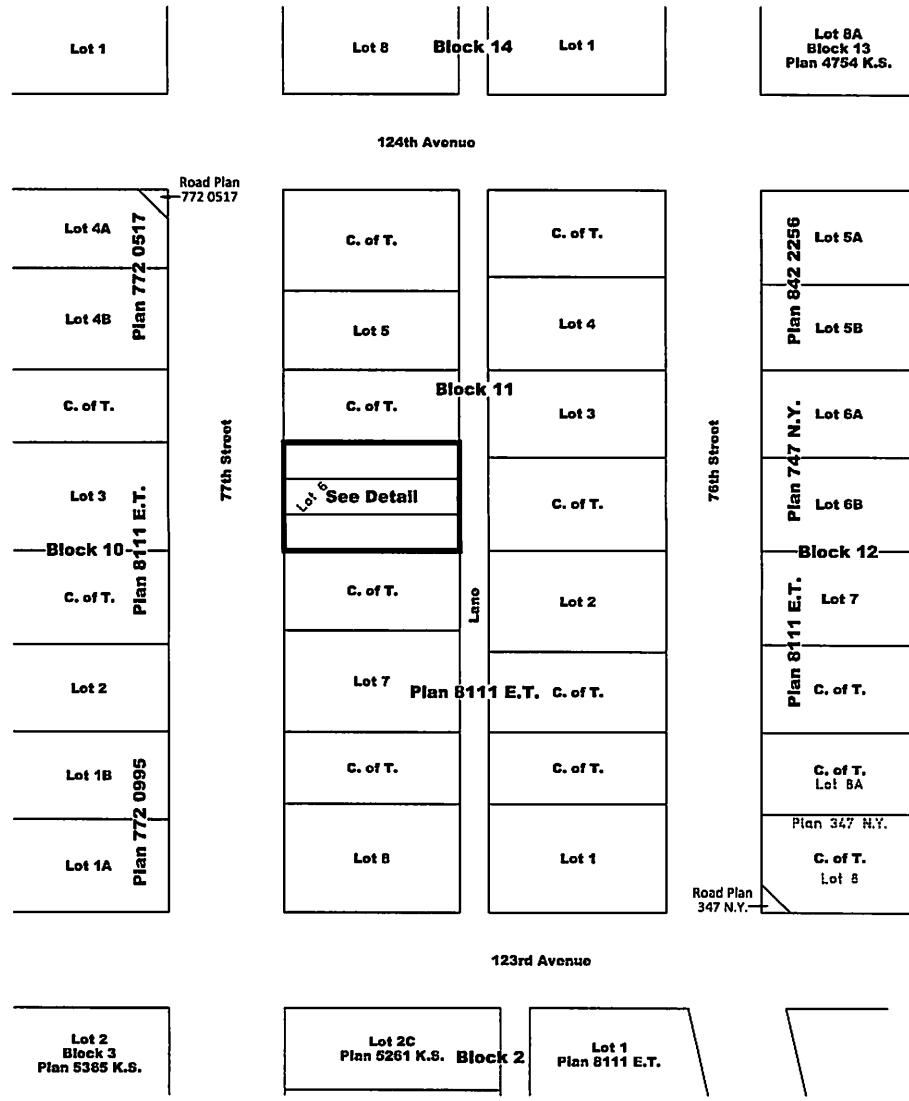 Lot 1
Lot 8
Block 14
Lot 1
Lot 8A
Block 13
Plan 4754 K.S.
124th Avenue
Road Plan
772 0517
Lot 4A
Plan 772 0517
Lot 4B
C. of T.
Lot 3
Block 10
Plan 8111 E.T.
C. of T.
Lot 2
Lot 1B
Plan 772 0995
Lot 1A
77th Street
C. of T.
Lot 5
C. of T.
Block 11
Lot 6
See Detail
C. of T.
Lot 7
Plan 8111 E.T.
C. of T.
Lot 8
Lane
C. of T.
Lot 4
Lot 3
C. of T.
Lot 2
C. of T.
C. of T.
Lot 1
76th Street
Lot 5A
Plan 842 2256
Lot 5B
Lot 6A
Plan 747 N.Y.
Lot 6B
Block 12
Lot 7
Plan 8111 E.T.
C. of T.
C. of T.
Lot 8A
Plan 347 N.Y.
C. of T.
Lot 8
Road Plan
347 N.Y.
123rd Avenue
Lot 2
Block 3
Plan 5385 K.S.
Lot 2C
Plan 5261 K.S.
Block 2
Lot 1
Plan 8111 E.T.